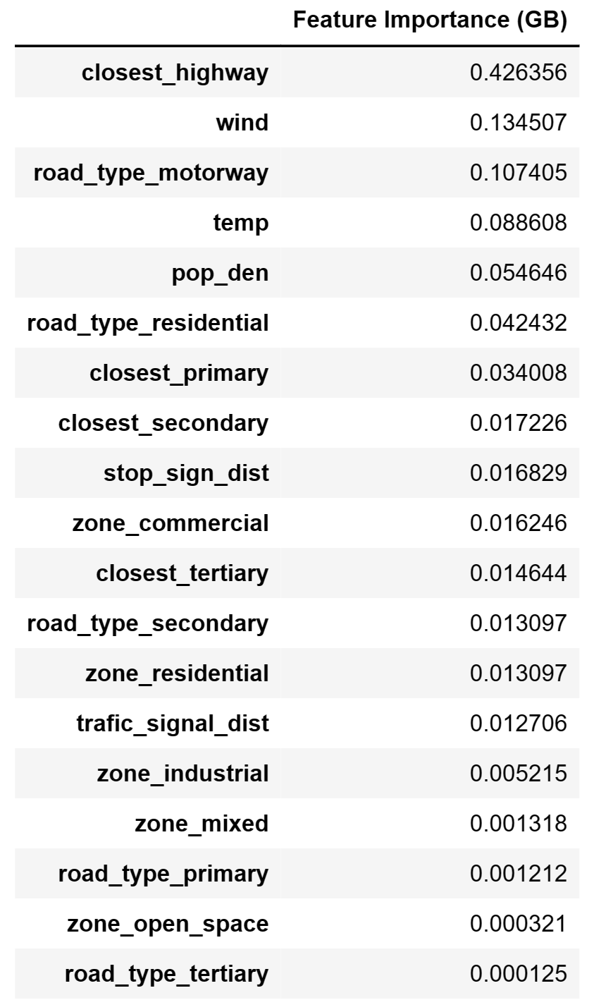 Feature Importance (GB)
closest_highway 0.426356
wind 0.134507
road_type_motorway 0.107405
temp 0.088608
pop_den 0.054646
road_type_residential 0.042432
closest_primary 0.034008
closest_secondary 0.017226
stop_sign_dist 0.016829
zone_commercial 0.016246
closest_tertiary 0.014644
road_type_secondary 0.013097
zone_residential 0.013097
trafic_signal_dist 0.012706
zone_industrial 0.005215
zone_mixed 0.001318
road_type_primary 0.001212
zone_open_space 0.000321
road_type_tertiary 0.000125